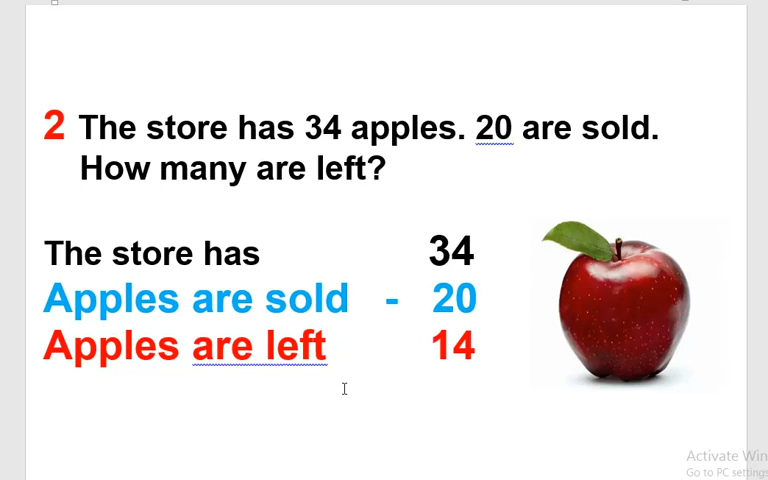 2 The store has 34 apples. 20 are sold.
How many are left?
The store has 34
Apples are sold - 20
Apples are left 14
Activate Win
Go to PC settings